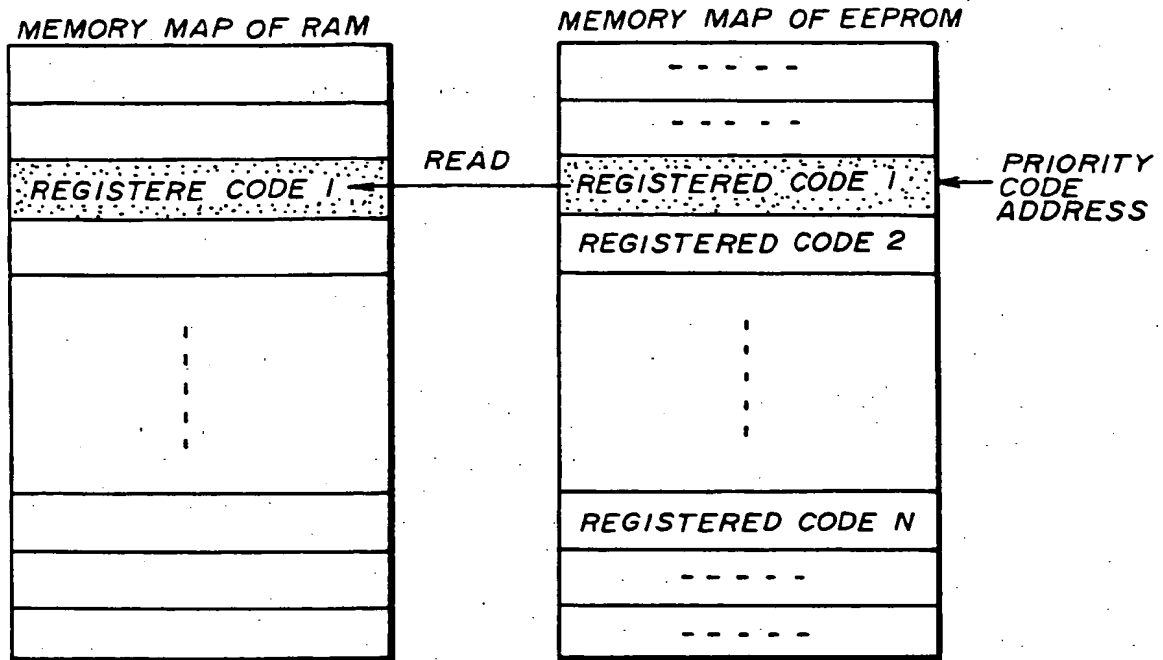 MEMORY MAP OF RAM
MEMORY MAP OF EEPROM
- - - - -
- - - - -
REGISTERE CODE 1
READ
REGISTERED CODE 1
PRIORITY
CODE
ADDRESS
REGISTERED CODE 2
REGISTERED CODE N
- - - - -
- - - - -